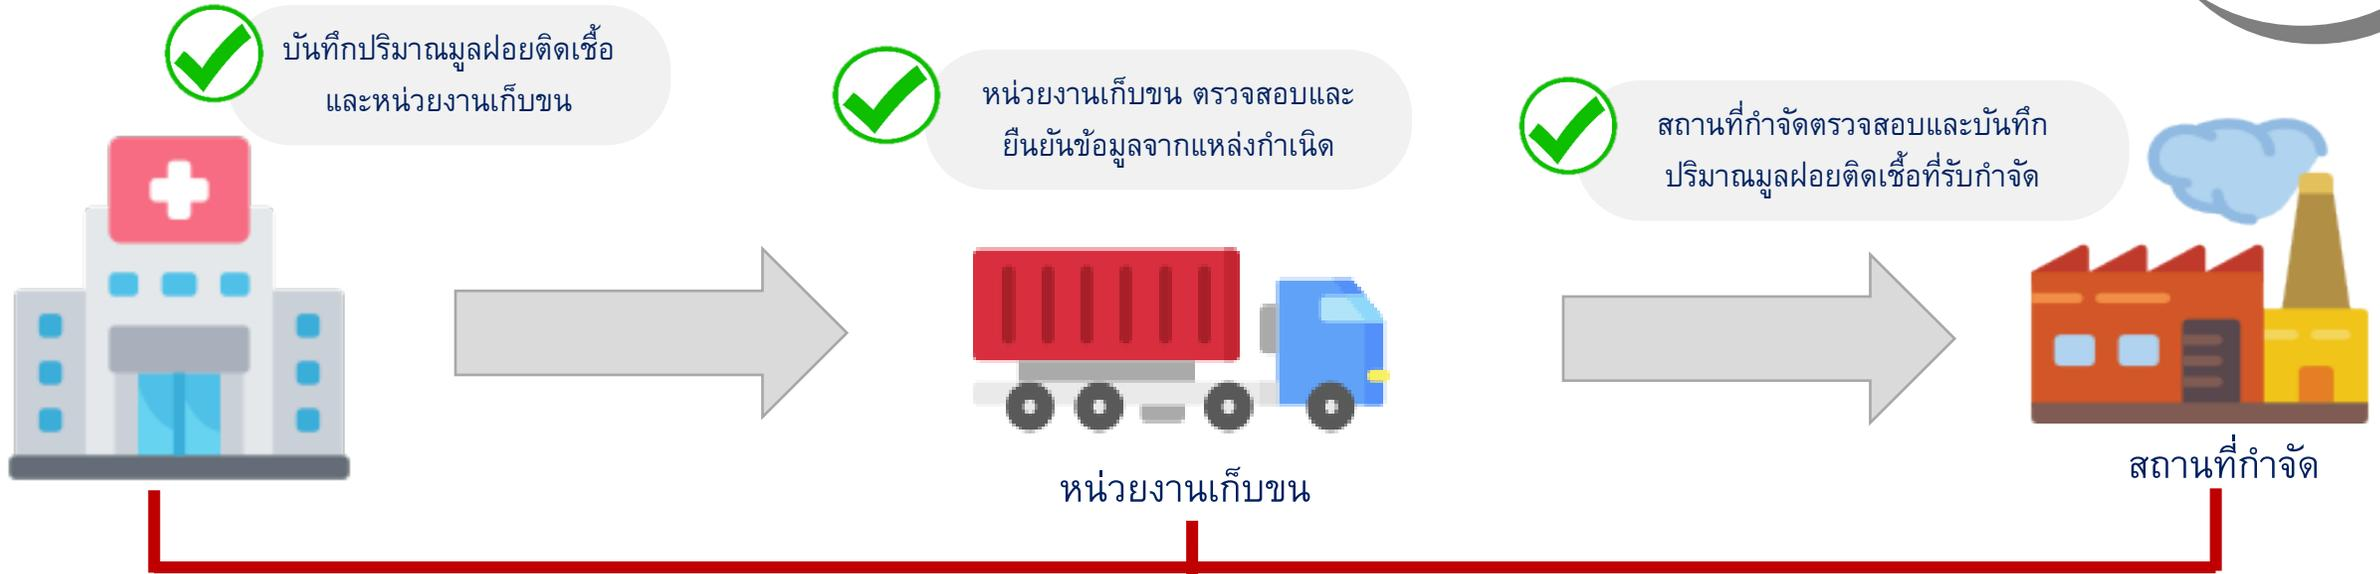 บันทึกปริมาณมูลฝอยติดเชื้อ
และหน่วยงานเก็บขน
หน่วยงานเก็บขน ตรวจสอบและ
ยืนยันข้อมูลจากแหล่งกำเนิด
สถานที่กำจัดตรวจสอบและบันทึก
ปริมาณมูลฝอยติดเชื้อที่รับกำจัด
หน่วยงานเก็บขน
สถานที่กำจัด